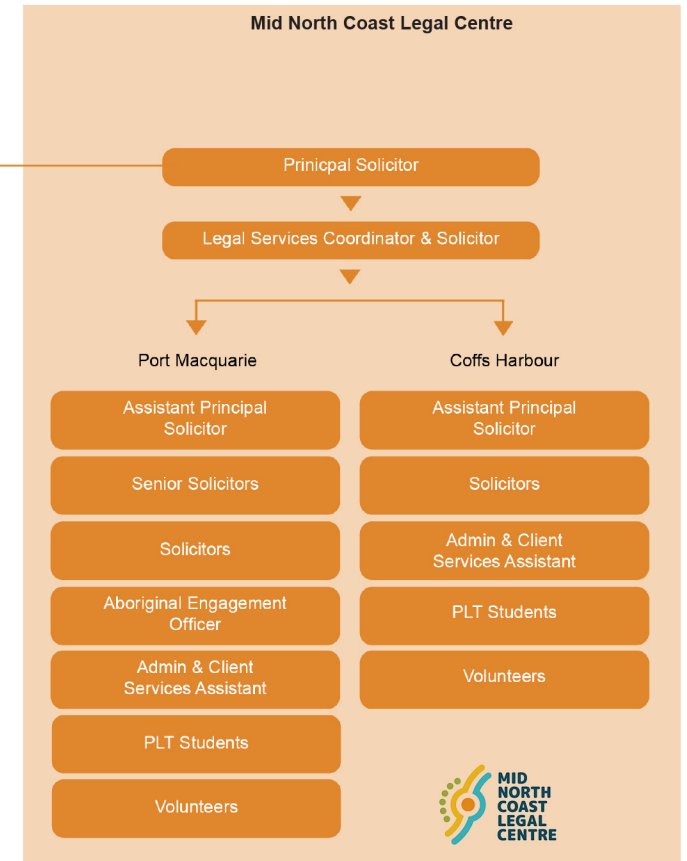 Mid North Coast Legal Centre
Prinicpal Solicitor
Legal Services Coordinator & Solicitor
Port Macquarie
Assistant Principal
Solicitor
Senior Solicitors
Solicitors
Aboriginal Engagement
Officer
Admin & Client
Services Assistant
PLT Students
Volunteers
Coffs Harbour
Assistant Principal
Solicitor
Solicitors
Admin & Client
Services Assistant
PLT Students
Volunteers
MID
NORTH
COAST
LEGAL
CENTRE